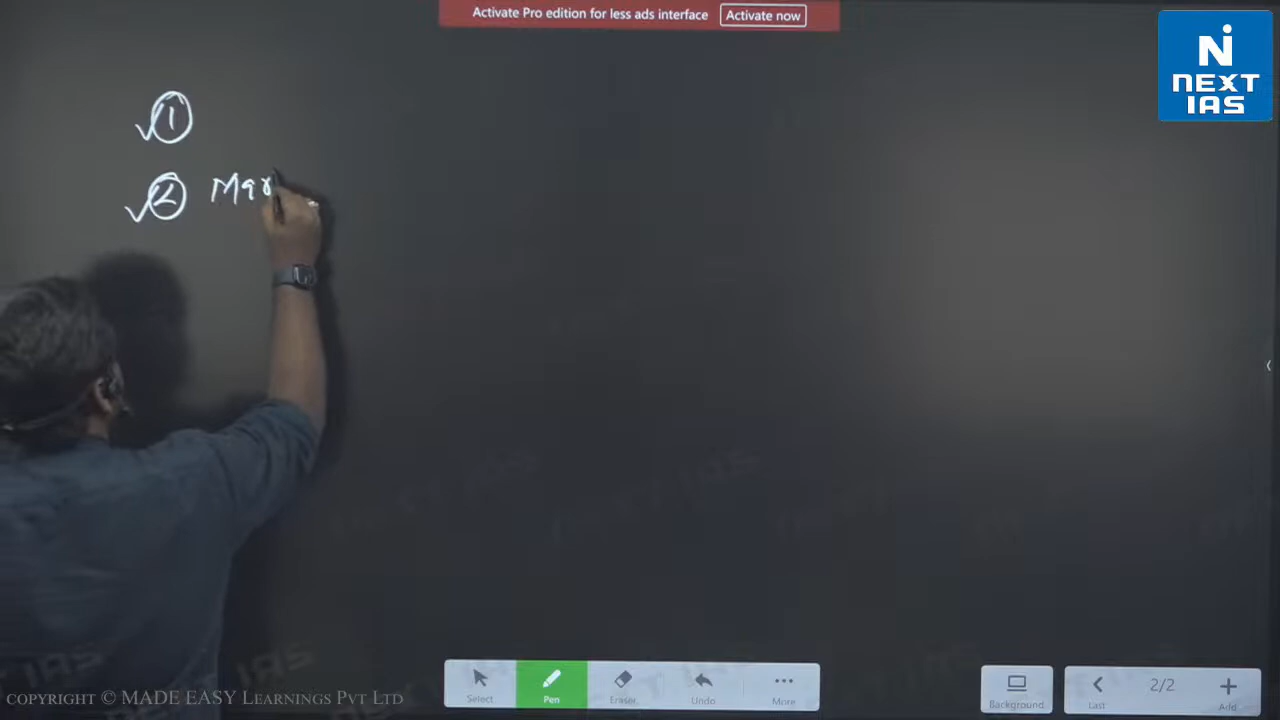 Activate Pro edition for less ads interface Activate now
NEXT
IAS
1
2 Mar
Select
Pen
Eraser
Undo
More
Background
Last
2/2
Add
COPYRIGHT © MADE EASY LEARNINGS PVT LTD